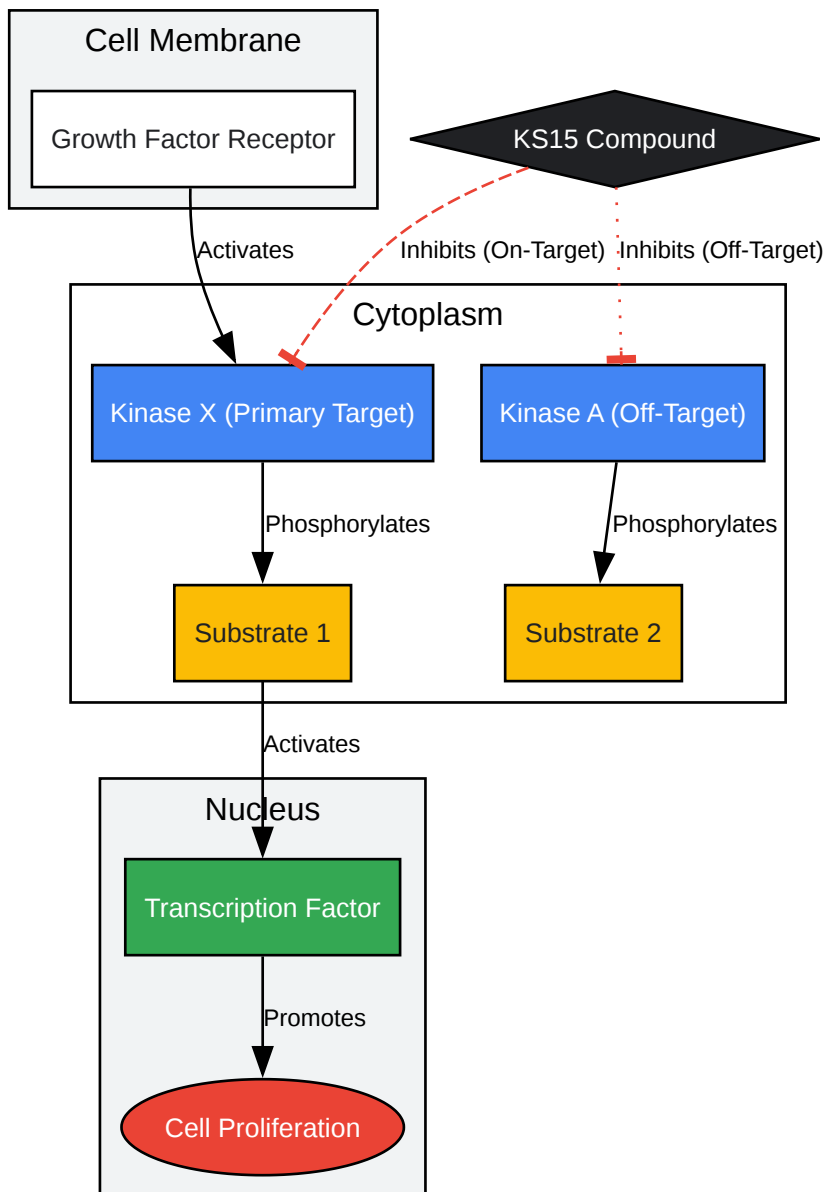 Cell Membrane
Growth Factor Receptor
KS15 Compound
Activates
Inhibits (On-Target)
Inhibits (Off-Target)
Cytoplasm
Kinase X (Primary Target)
Kinase A (Off-Target)
Phosphorylates
Phosphorylates
Substrate 1
Substrate 2
Activates
Nucleus
Transcription Factor
Promotes
Cell Proliferation